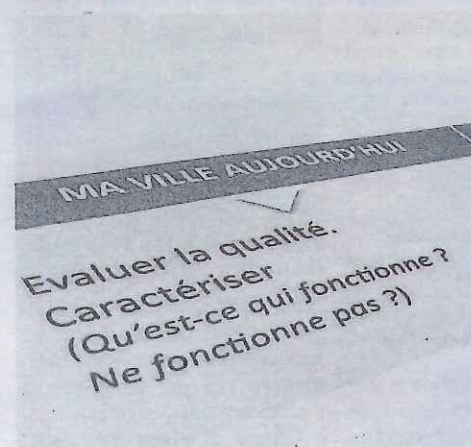 MA VILLE AUJOURD'HUI
Evaluer la qualité.
Caractériser
(Qu'est-ce qui fonctionne ?
Ne fonctionne pas ?)